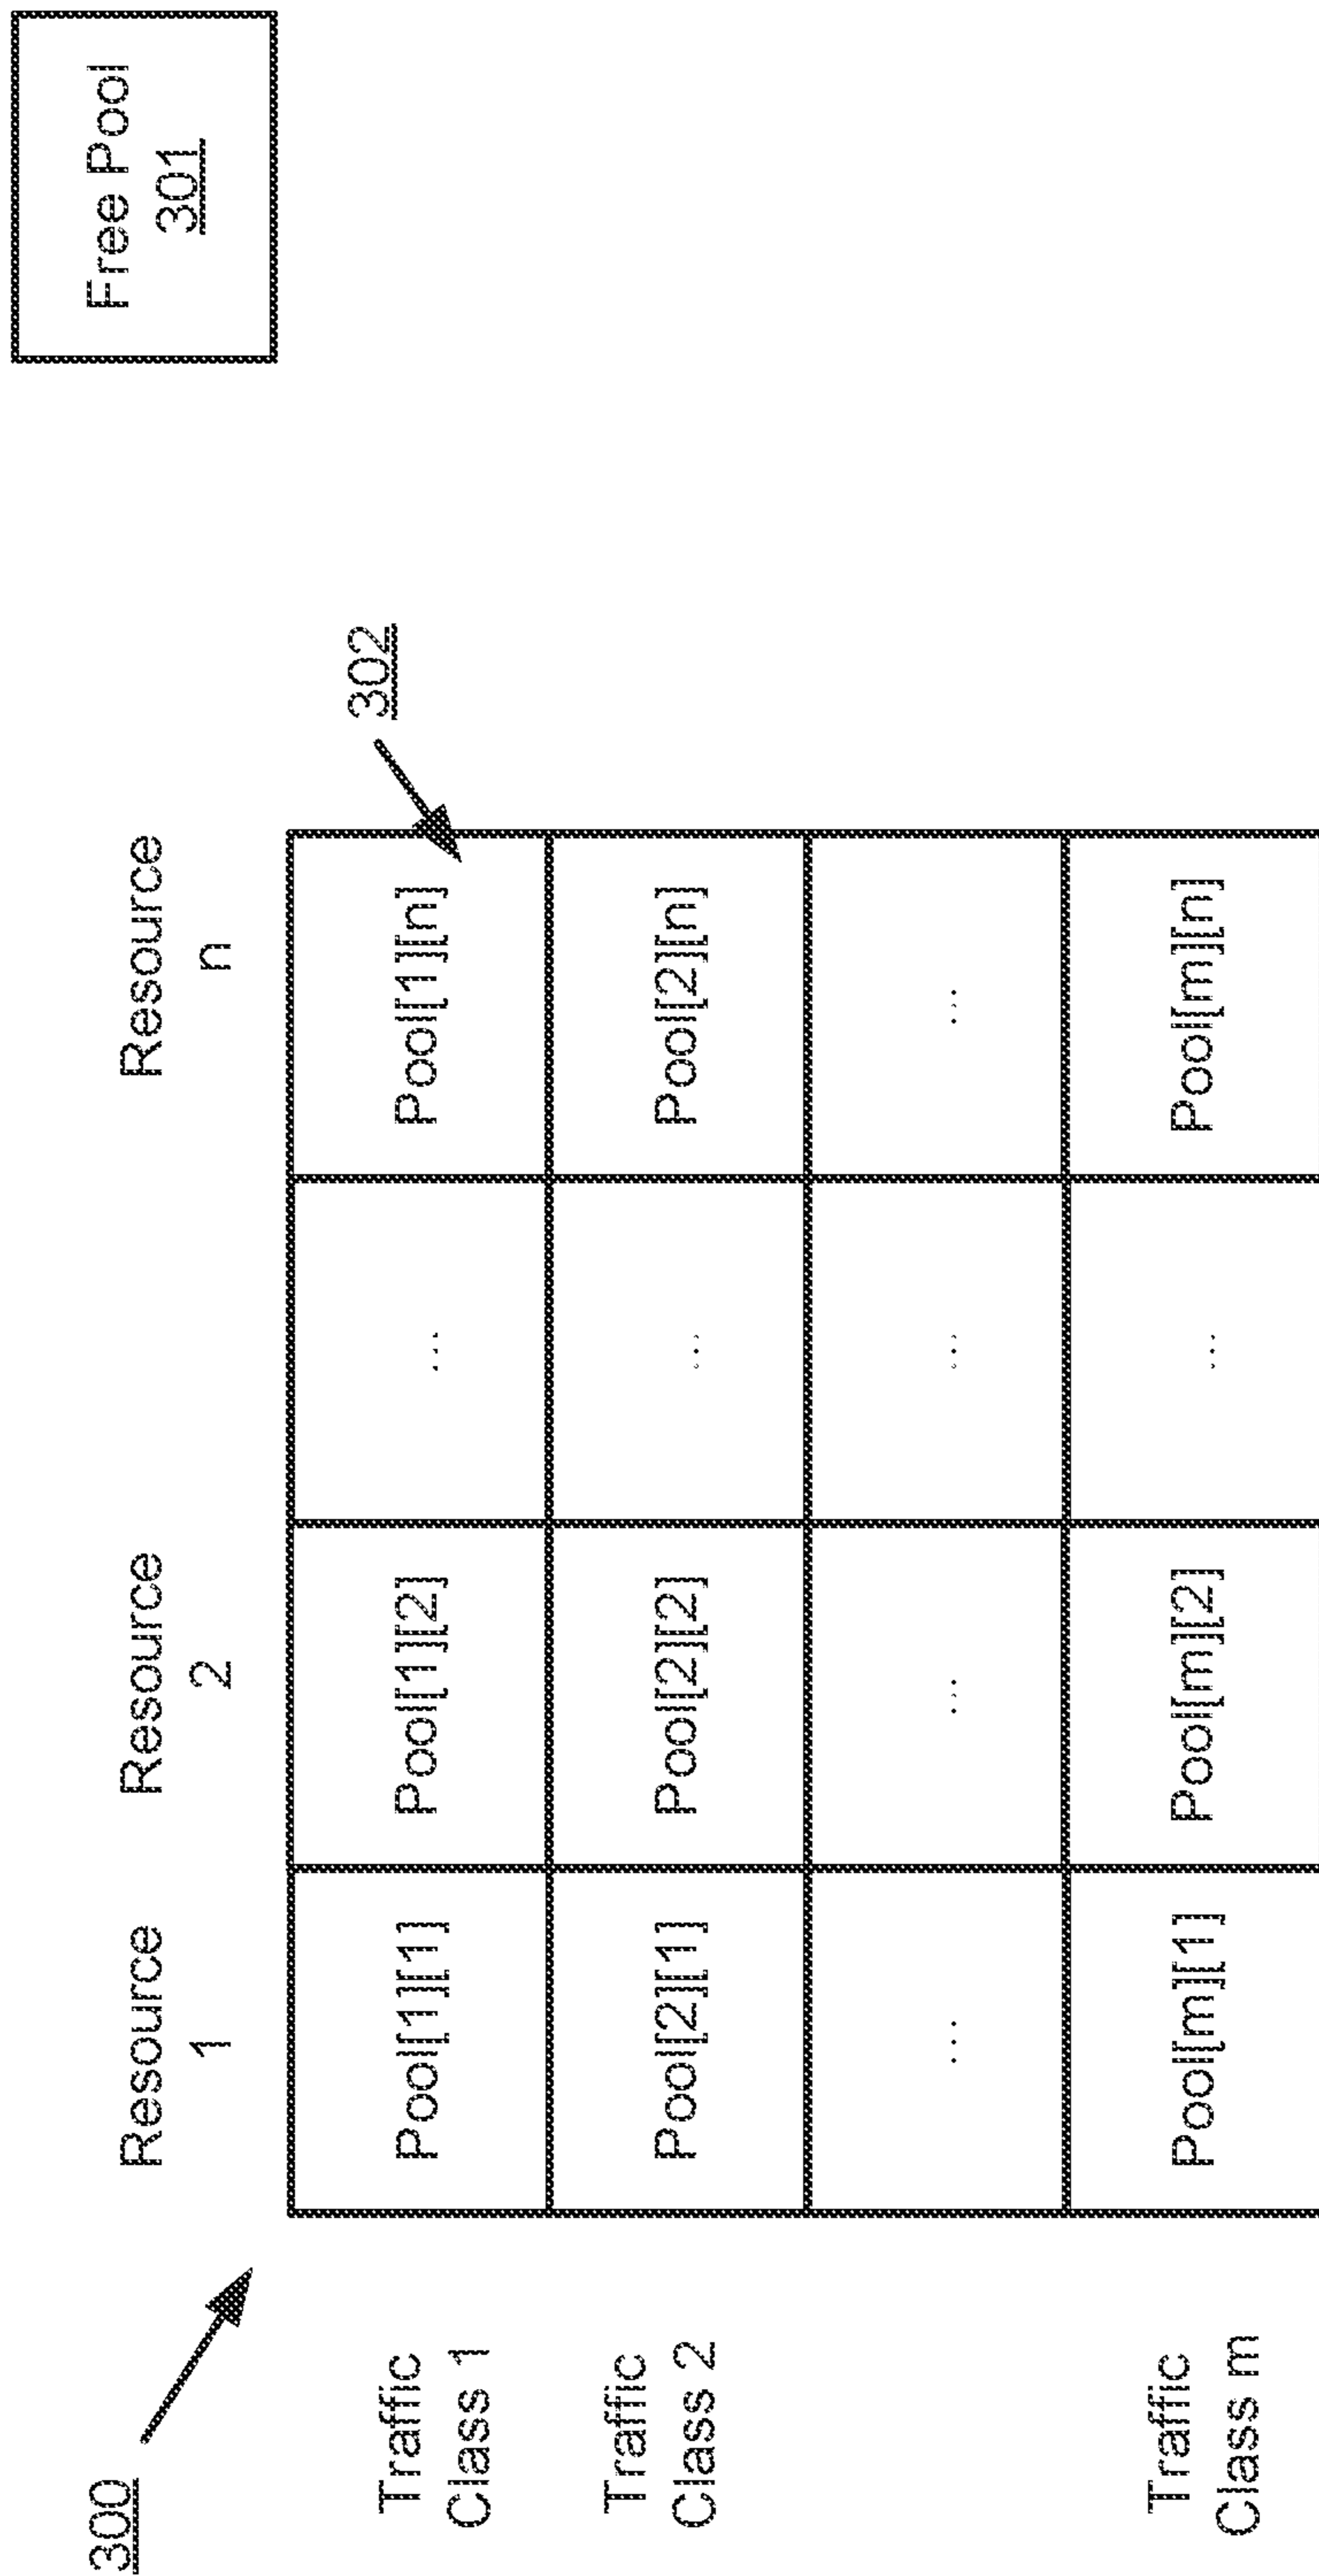 300
Free Pool
301
Resource
1
Resource
2
Resource
n
302
Traffic
Class 1
Pool[1][1]
Pool[1][2]
...
Pool[1][n]
Traffic
Class 2
Pool[2][1]
Pool[2][2]
...
Pool[2][n]
...
...
...
...
Traffic
Class m
Pool[m][1]
Pool[m][2]
...
Pool[m][n]